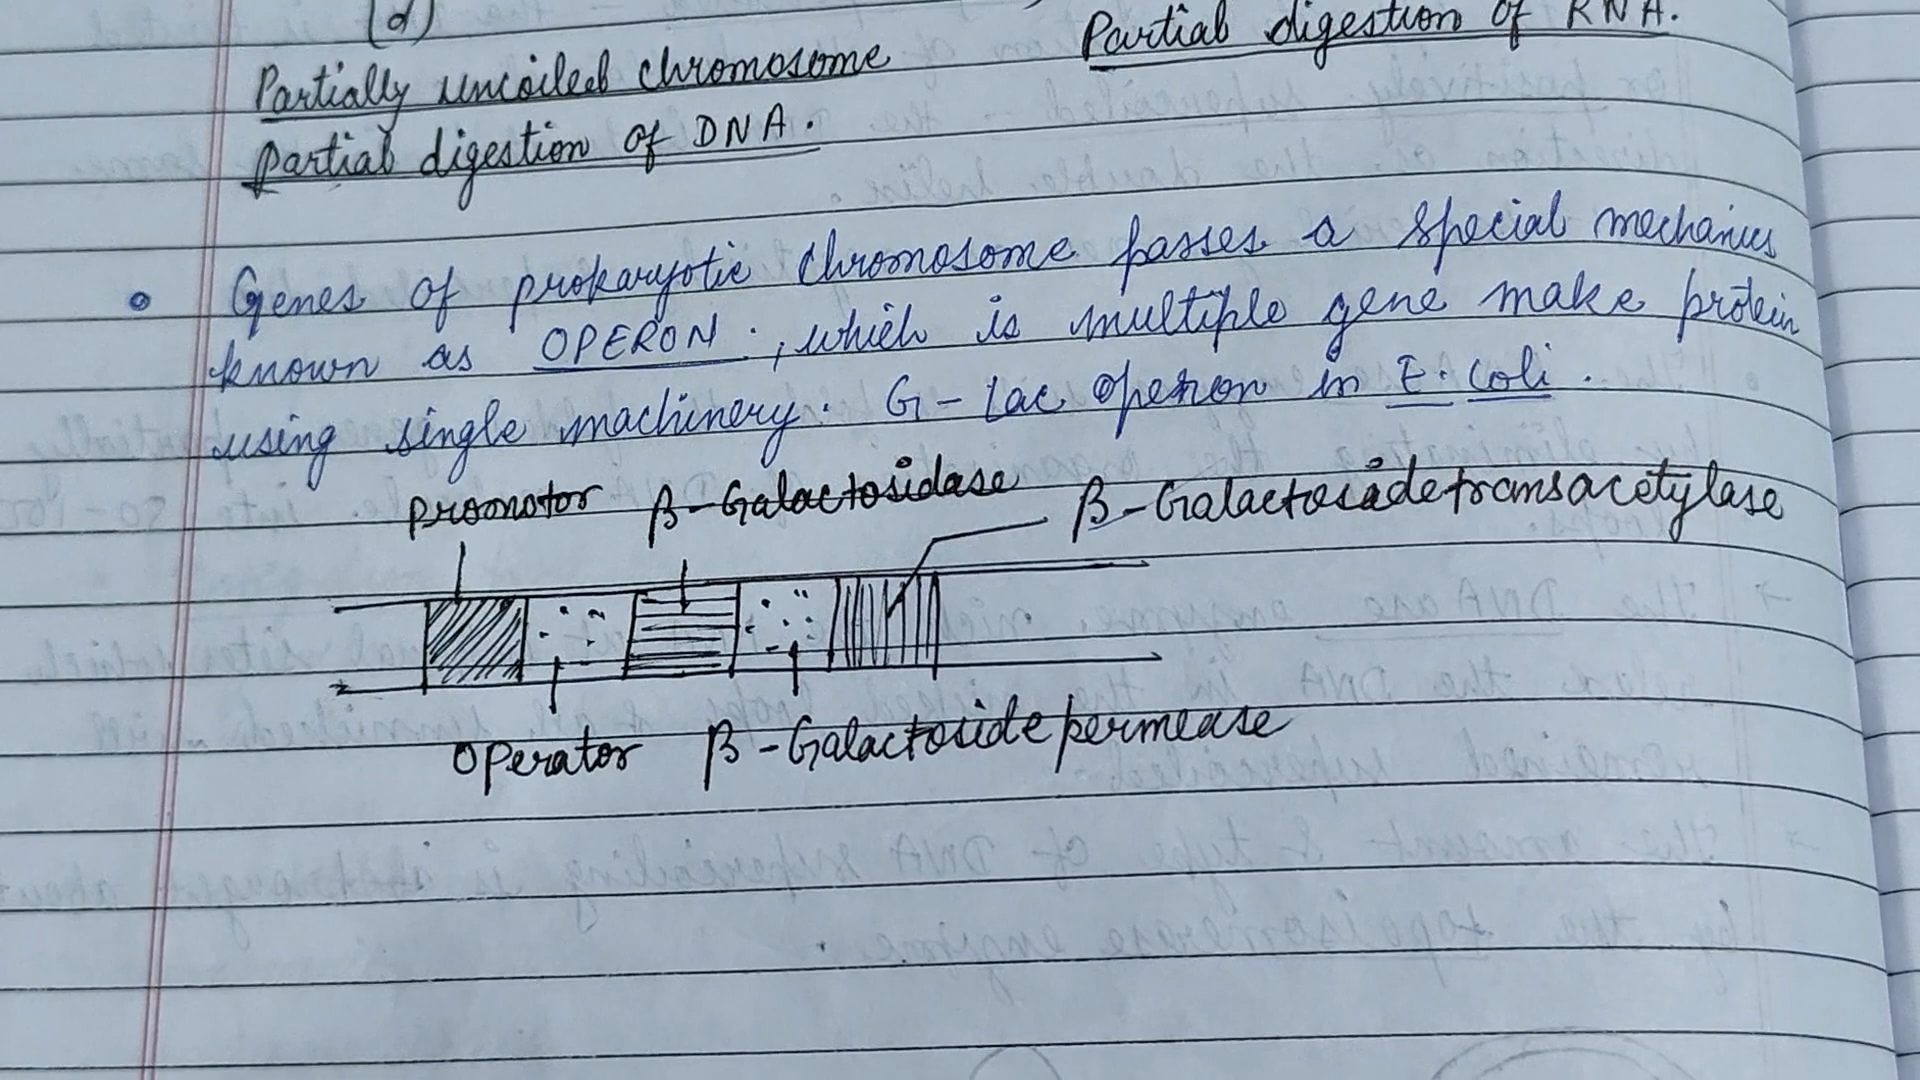 (d)
Partially uncoiled chromosome
Partial digestion of DNA.
Partial digestion of RNA.
• Genes of prokaryotic chromosome passes a special mechanics
known as OPERON ; which is multiple gene make protein
using single machinery. G - Lac operon in E. Coli.
promotor β-Galactosidase β-Galactosidetransacetylase
operator β-Galactoside permease